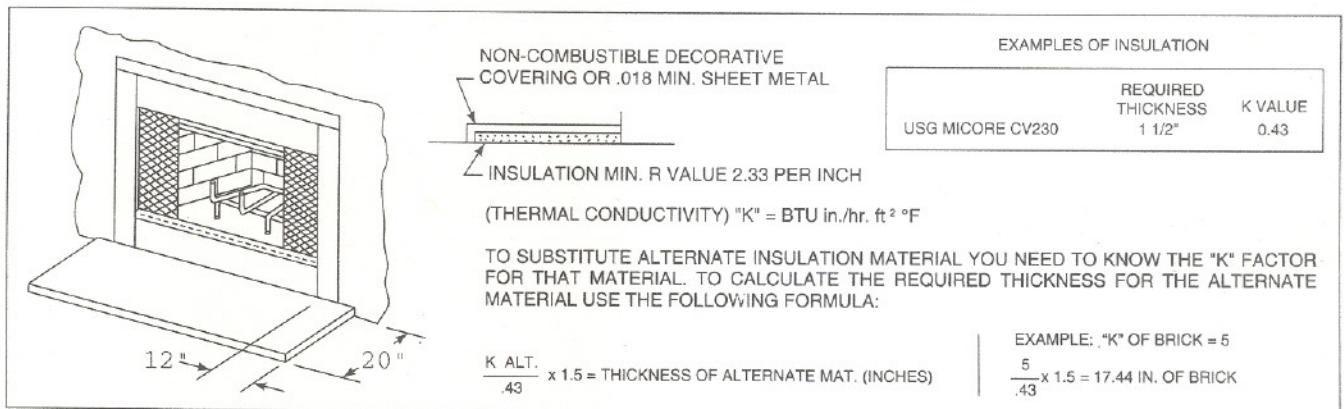 NON-COMBUSTIBLE DECORATIVE
COVERING OR .018 MIN. SHEET METAL
INSULATION MIN. R VALUE 2.33 PER INCH
EXAMPLES OF INSULATION
REQUIRED
THICKNESS K VALUE
USG MICORE CV230 1 1/2" 0.43
(THERMAL CONDUCTIVITY) "K" = BTU in./hr. ft ² °F
TO SUBSTITUTE ALTERNATE INSULATION MATERIAL YOU NEED TO KNOW THE "K" FACTOR
FOR THAT MATERIAL. TO CALCULATE THE REQUIRED THICKNESS FOR THE ALTERNATE
MATERIAL USE THE FOLLOWING FORMULA:
12"
20"
K ALT.
.43 x 1.5 = THICKNESS OF ALTERNATE MAT. (INCHES)
EXAMPLE: "K" OF BRICK = 5
5
.43 x 1.5 = 17.44 IN. OF BRICK